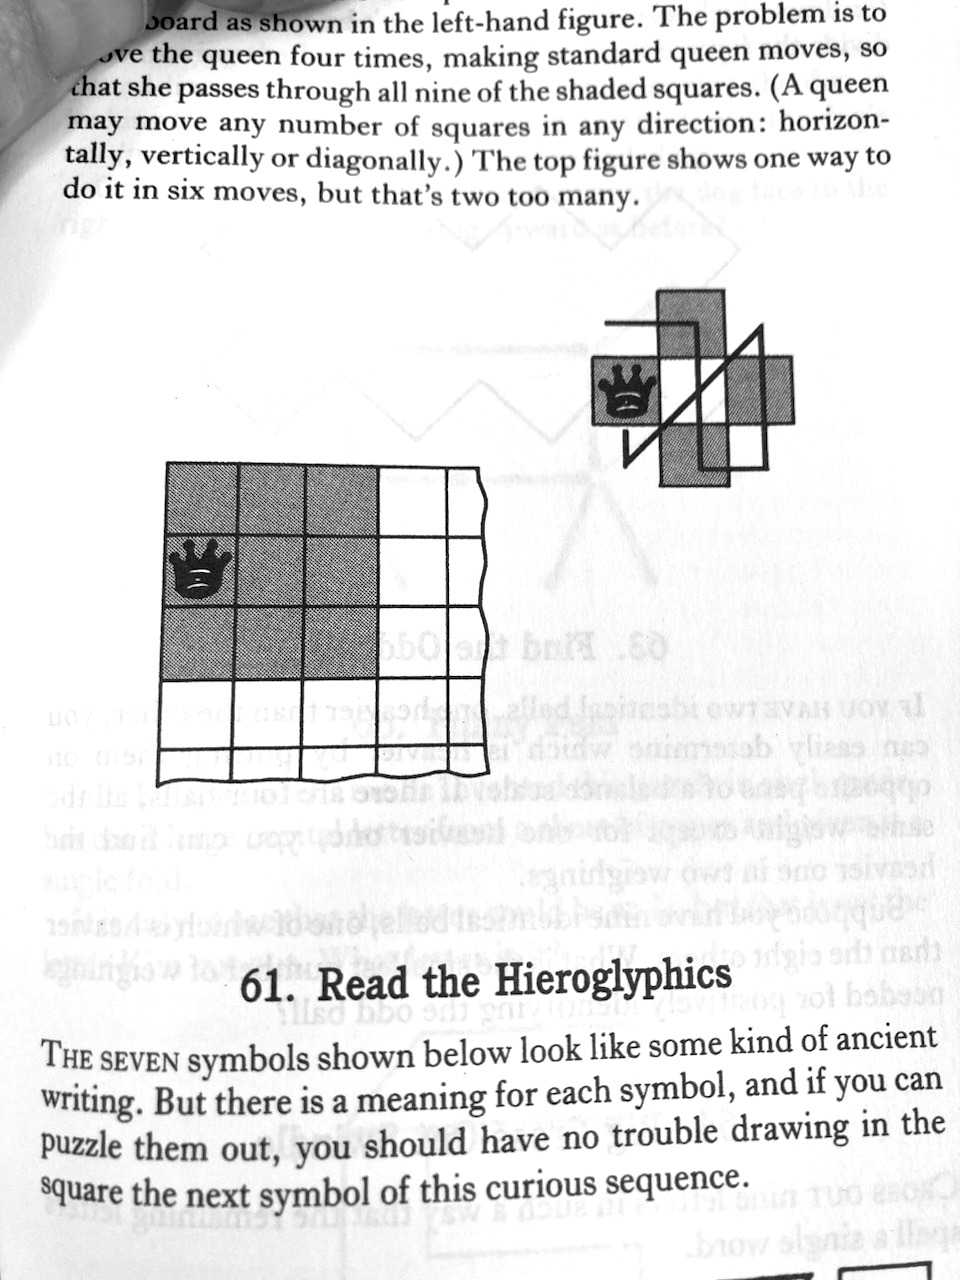 board as shown in the left-hand figure. The problem is to
the queen four times, making standard queen moves, so
that she passes through all nine of the shaded squares. (A queen
may move any number of squares in any direction: horizon-
tally, vertically or diagonally.) The top figure shows one way to
do it in six moves, but that's two too many.
61. Read the Hieroglyphics
THE SEVEN symbols shown below look like some kind of ancient
writing. But there is a meaning for each symbol, and if you can
puzzle them out, you should have no trouble drawing in the
square the next symbol of this curious sequence.